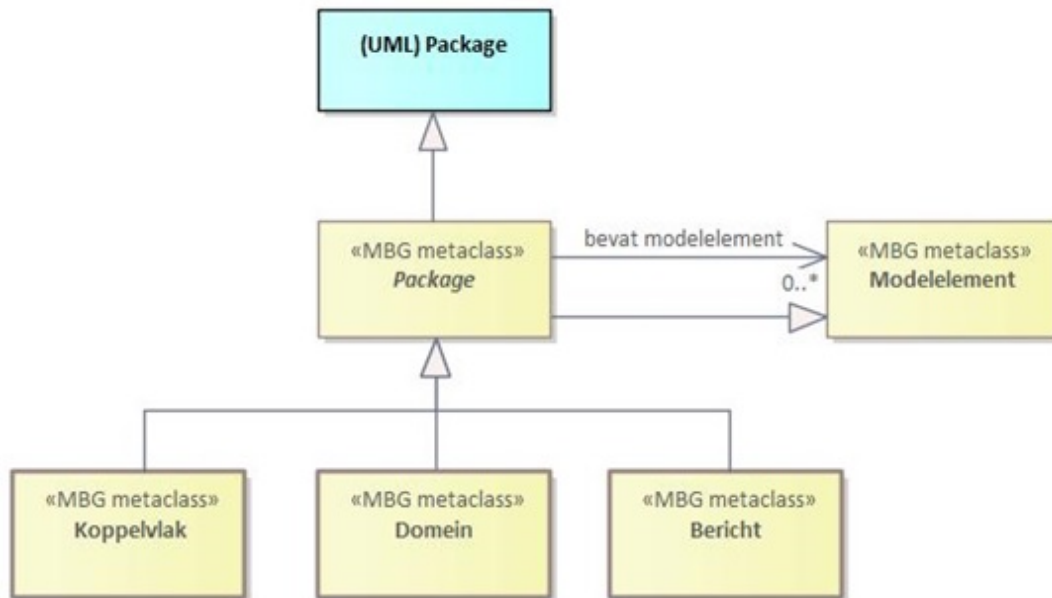 (UML) Package
«MBG metaclass»
Package
bevat modelelement
0..*
«MBG metaclass»
Modelelement
«MBG metaclass»
Koppelvlak
«MBG metaclass»
Domein
«MBG metaclass»
Bericht